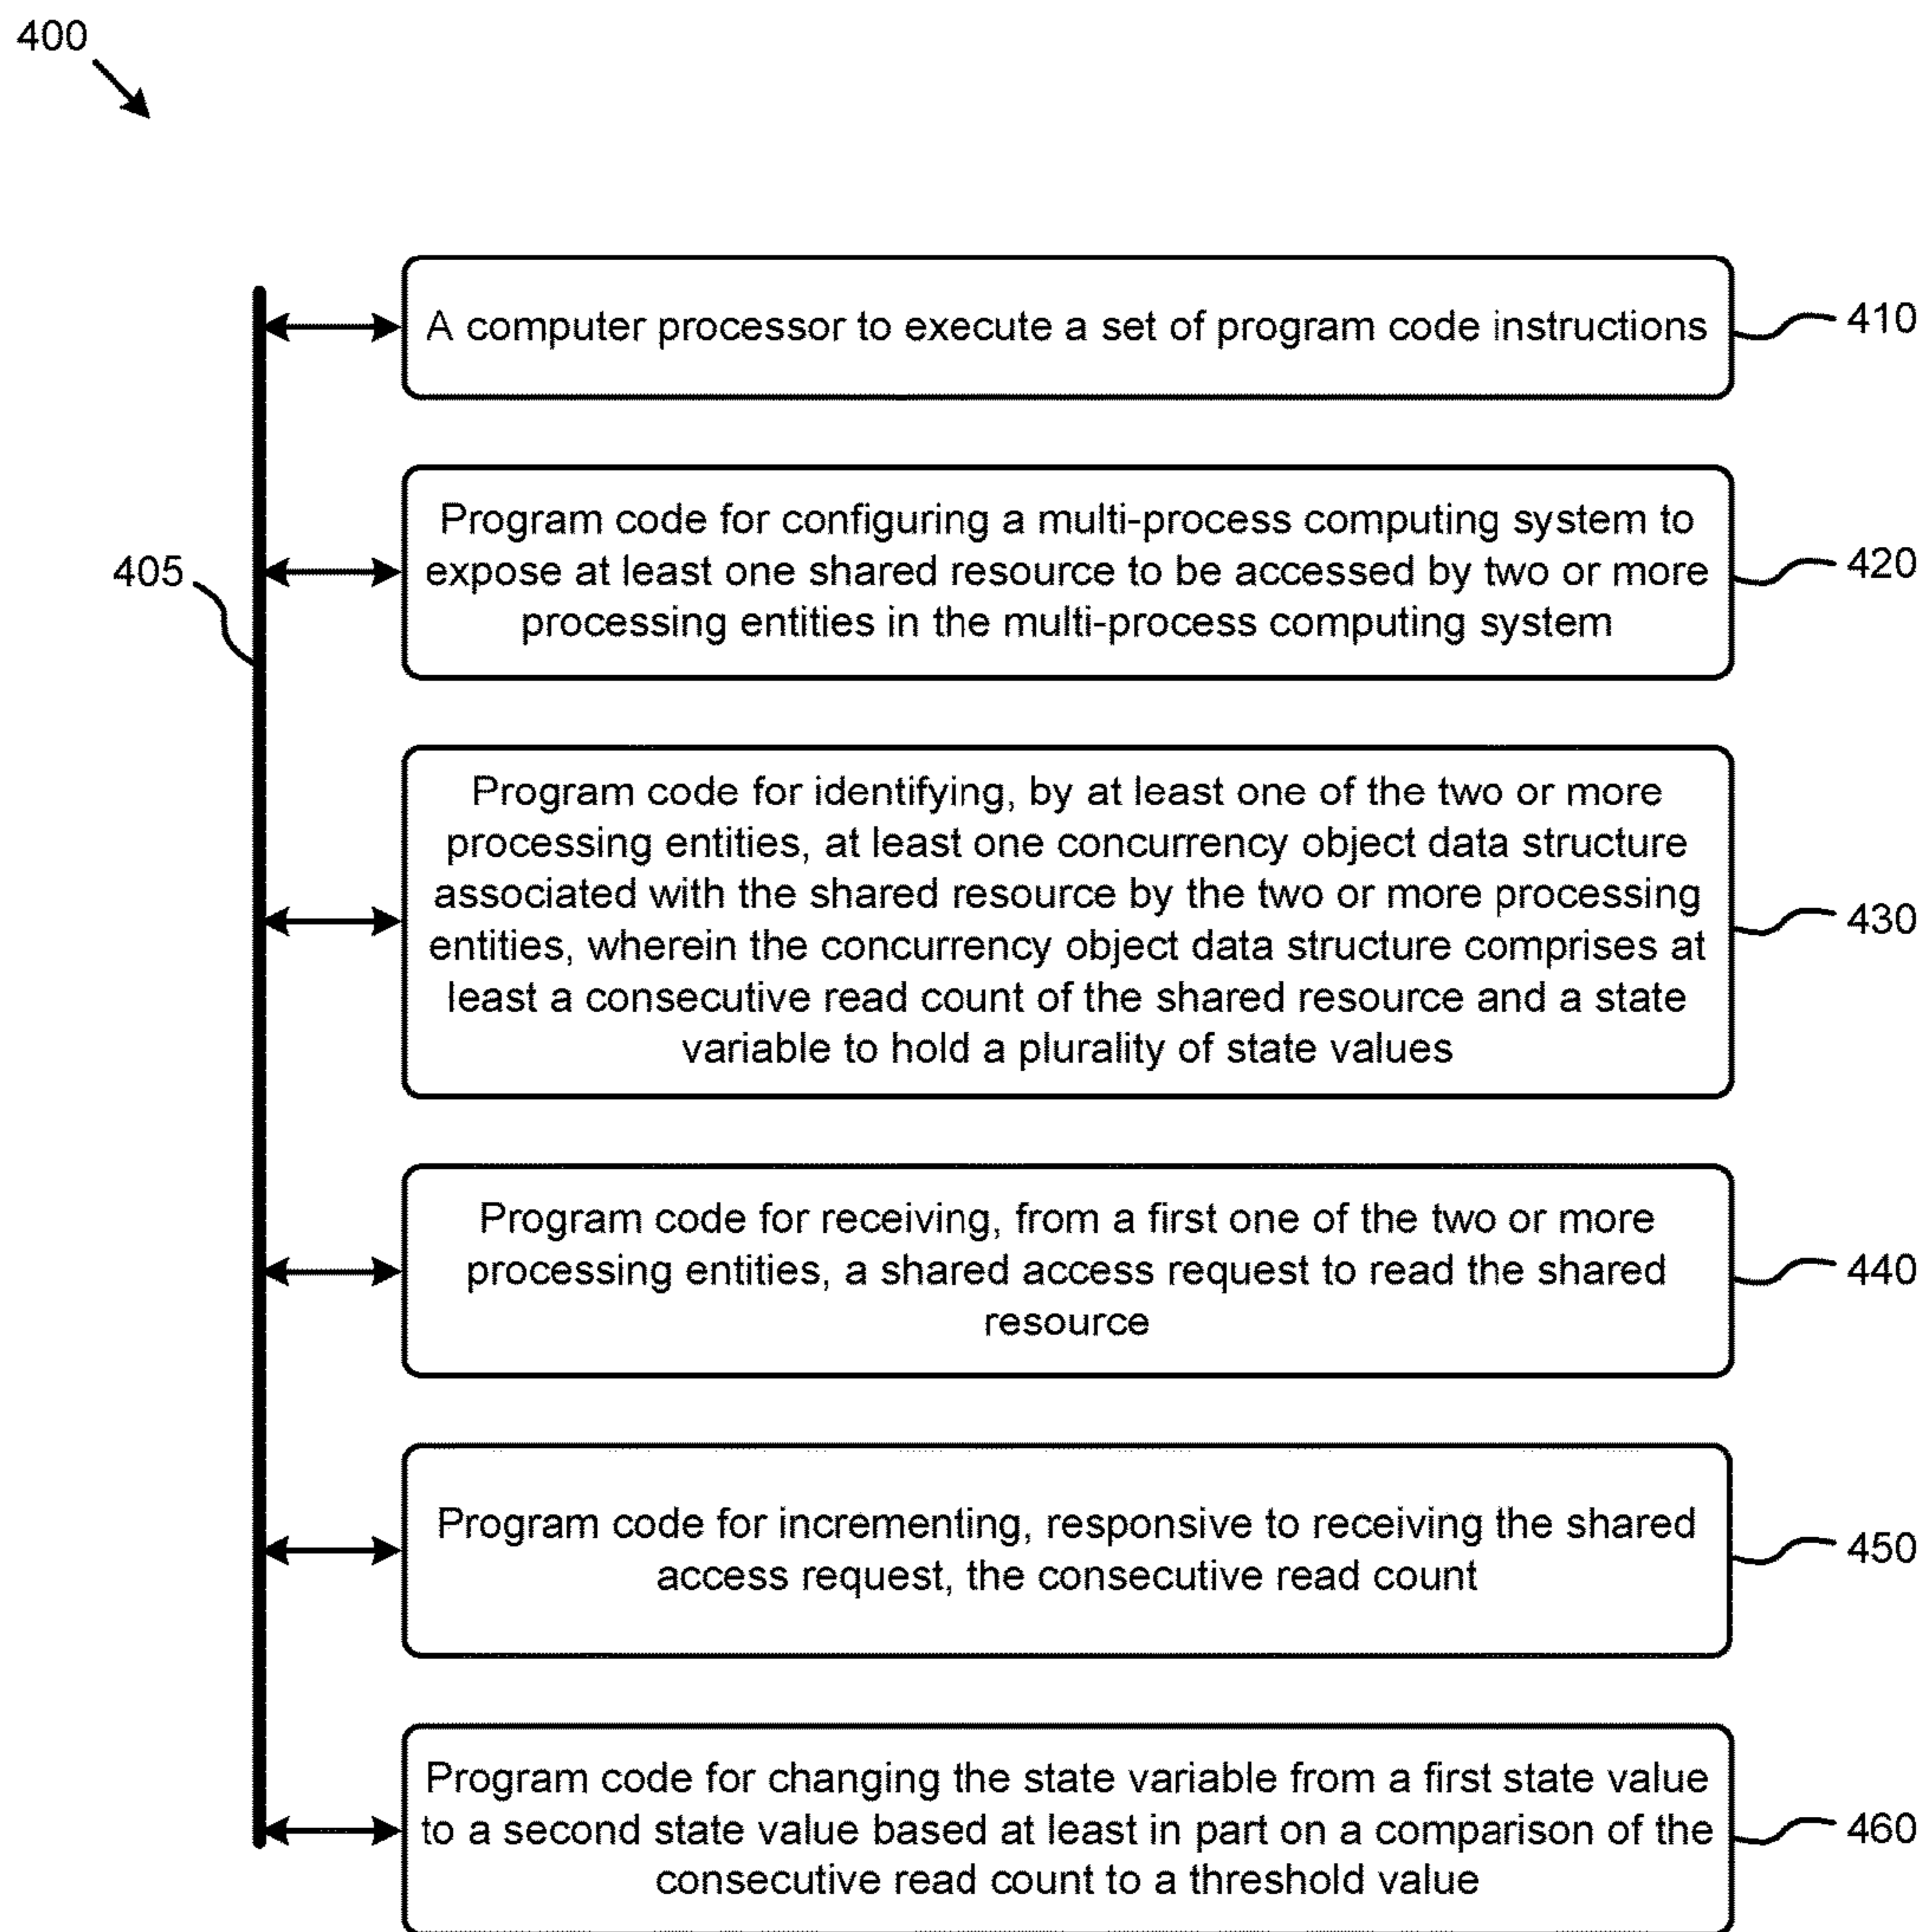 400
A computer processor to execute a set of program code instructions
410
Program code for configuring a multi-process computing system to
expose at least one shared resource to be accessed by two or more
processing entities in the multi-process computing system
420
405
Program code for identifying, by at least one of the two or more
processing entities, at least one concurrency object data structure
associated with the shared resource by the two or more processing
entities, wherein the concurrency object data structure comprises at
least a consecutive read count of the shared resource and a state
variable to hold a plurality of state values
430
Program code for receiving, from a first one of the two or more
processing entities, a shared access request to read the shared
resource
440
Program code for incrementing, responsive to receiving the shared
access request, the consecutive read count
450
Program code for changing the state variable from a first state value
to a second state value based at least in part on a comparison of the
consecutive read count to a threshold value
460